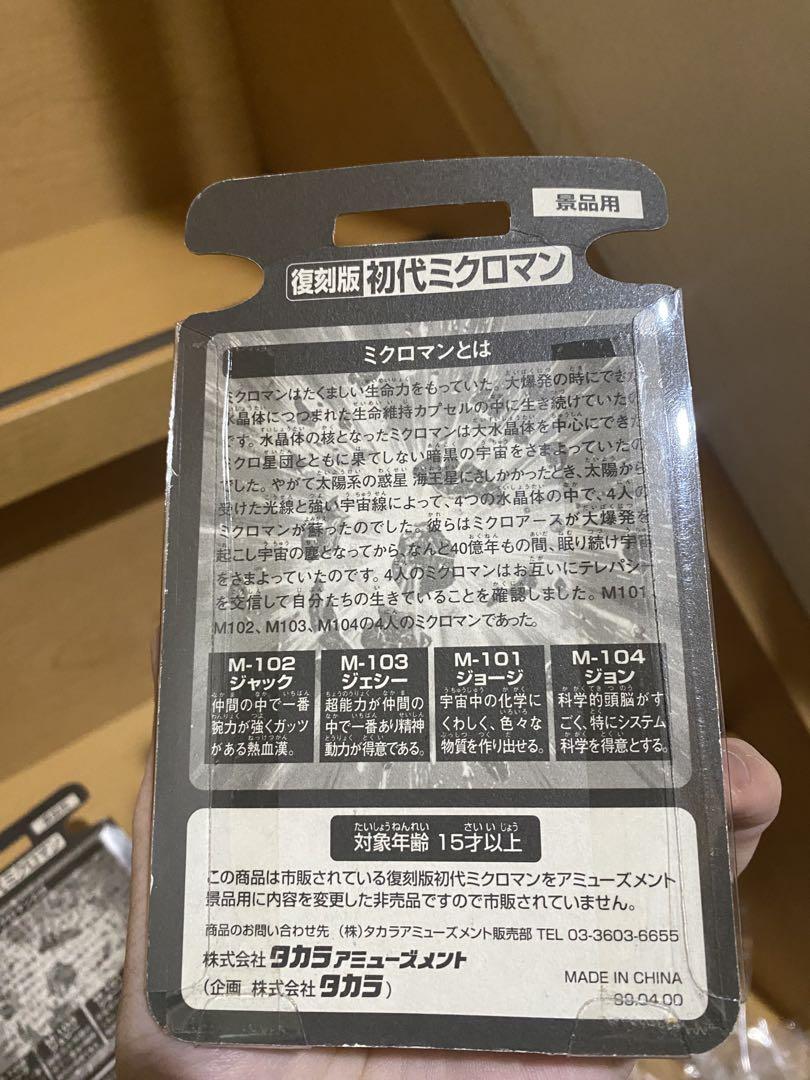 景品用
復刻版 初代ミクロマン
ミクロマンとは
ミクロマンはたくましい生命力をもっていた。大爆発の時にでき
水晶体につつまれた生命維持カプセルの中に生き続けていた
です。水晶体の核となったミクロマンは大水晶体を中心にでき
クロ星団とともに果てしない暗黒の宇宙をさまよっていた
でした。やがて太陽系の惑星 海王星にさしかかったとき、太陽から
受けた光線と強い宇宙線によって、4つの水晶体の中で、4人の
ミクロマンが蘇ったのでした。彼らはミクロアースが大爆発を
起こし宇宙の塵となってから、なんと40億年もの間、眠り続け宇宙
をさまよっていたのです。4人のミクロマンはお互いにテレパシー
を交信して自分たちの生きていることを確認しました。M101、
M102、M103、M104の4人のミクロマンであった。
M-102
ジャック
仲間の中で一番
腕力が強くガッツ
がある熱血漢。
M-103
ジェシー
超能力が仲間の
中で一番あり精神
動力が得意である。
M-101
ジョージ
宇宙中の化学に
くわしく、色々な
物質を作り出せる。
M-104
ジョン
科学的頭脳がす
ごく、特にシステム
科学を得意とする。
対象年齢 15才以上
この商品は市販されている復刻版初代ミクロマンをアミューズメント
景品用に内容を変更した非売品ですので市販されていません。
商品のお問い合わせ先 (株)タカラアミューズメント販売部 TEL 03-3603-6655
株式会社 タカラアミューズメント
(企画 株式会社 タカラ)
MADE IN CHINA
99.04.00